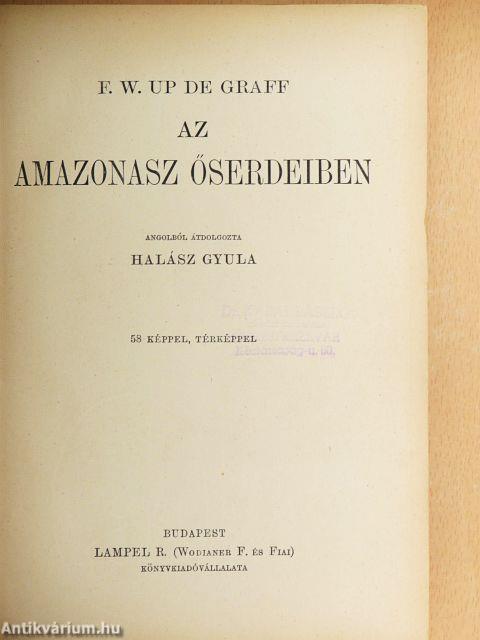 F. W. UP DE GRAFF
AZ
AMAZONASZ ŐSERDEIBEN
ANGOLBÓL ÁTDOLGOZTA
HALÁSZ GYULA
58 KÉPPEL, TÉRKÉPPEL
BUDAPEST
LAMPEL R. (WODIANER F. ÉS FIAI)
KÖNYVKIADÓVÁLLALATA
Antikvárium.hu